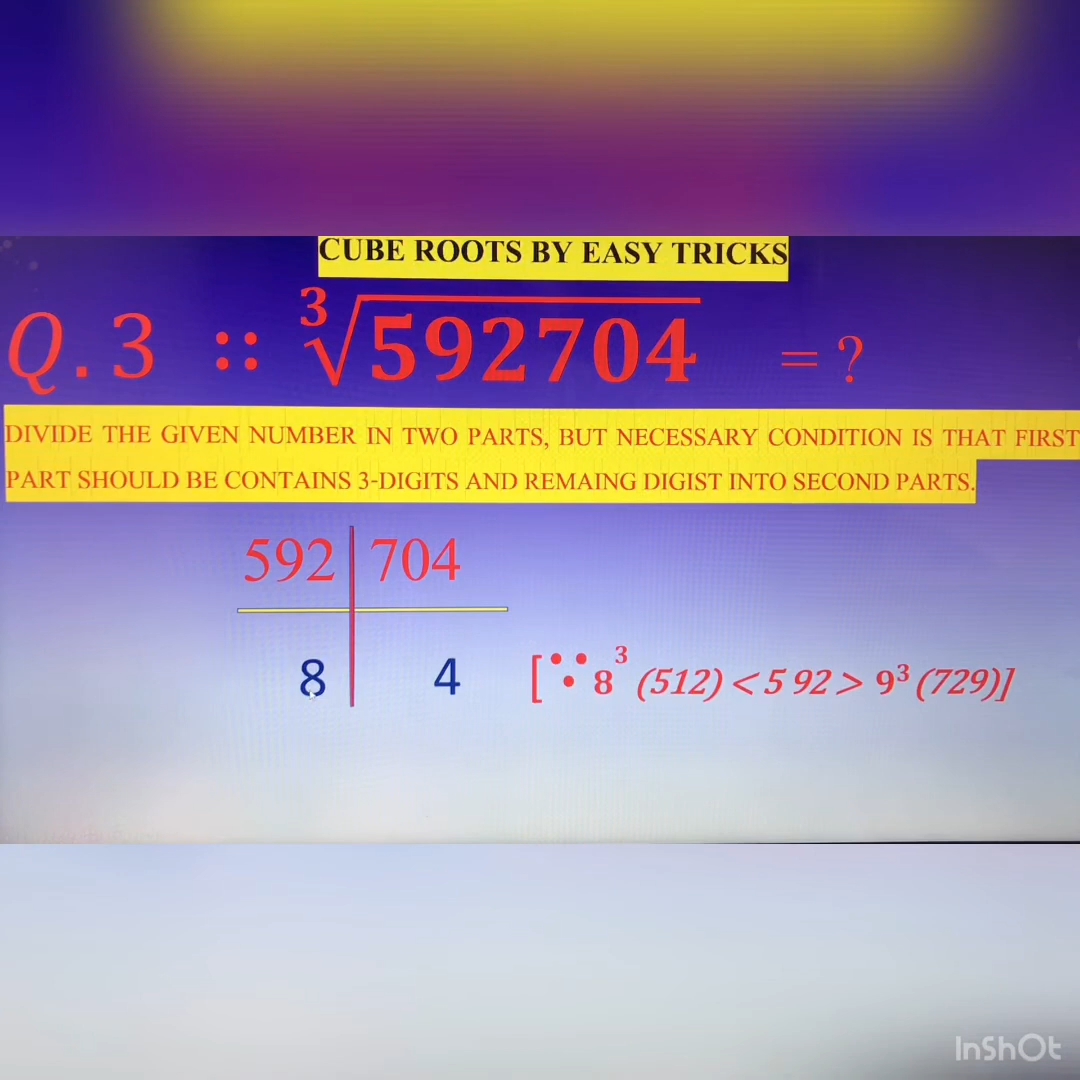 CUBE ROOTS BY EASY TRICKS
Q.3 :: ∛592704 = ?
DIVIDE THE GIVEN NUMBER IN TWO PARTS, BUT NECESSARY CONDITION IS THAT FIRST
PART SHOULD BE CONTAINS 3-DIGITS AND REMAING DIGIST INTO SECOND PARTS.
592 | 704
8 | 4 [∵ 8³ (512) < 5 92 > 9³ (729)]
InShOt